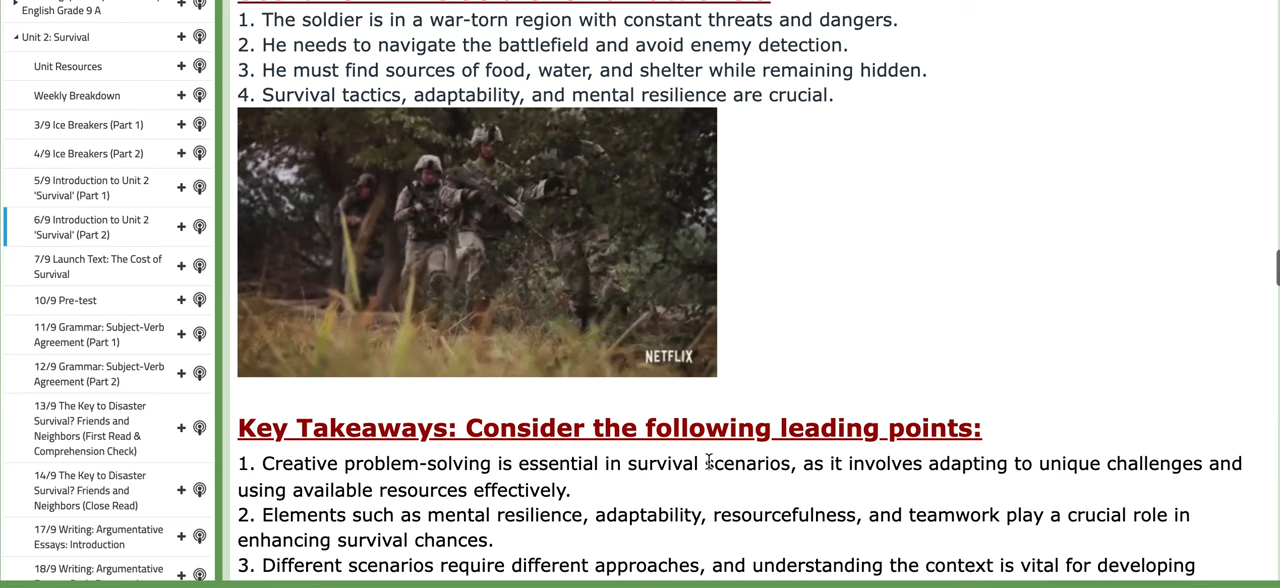 English Grade 9 A
Unit 2: Survival
Unit Resources
Weekly Breakdown
3/9 Ice Breakers (Part 1)
4/9 Ice Breakers (Part 2)
5/9 Introduction to Unit 2
'Survival' (Part 1)
6/9 Introduction to Unit 2
'Survival' (Part 2)
7/9 Launch Text: The Cost of
Survival
10/9 Pre-test
11/9 Grammar: Subject-Verb
Agreement (Part 1)
12/9 Grammar: Subject-Verb
Agreement (Part 2)
13/9 The Key to Disaster
Survival? Friends and
Neighbors (First Read &
Comprehension Check)
14/9 The Key to Disaster
Survival? Friends and
Neighbors (Close Read)
17/9 Writing: Argumentative
Essays: Introduction
18/9 Writing: Argumentative
1. The soldier is in a war-torn region with constant threats and dangers.
2. He needs to navigate the battlefield and avoid enemy detection.
3. He must find sources of food, water, and shelter while remaining hidden.
4. Survival tactics, adaptability, and mental resilience are crucial.
NETFLIX
Key Takeaways: Consider the following leading points:
1. Creative problem-solving is essential in survival scenarios, as it involves adapting to unique challenges and
using available resources effectively.
2. Elements such as mental resilience, adaptability, resourcefulness, and teamwork play a crucial role in
enhancing survival chances.
3. Different scenarios require different approaches, and understanding the context is vital for developing